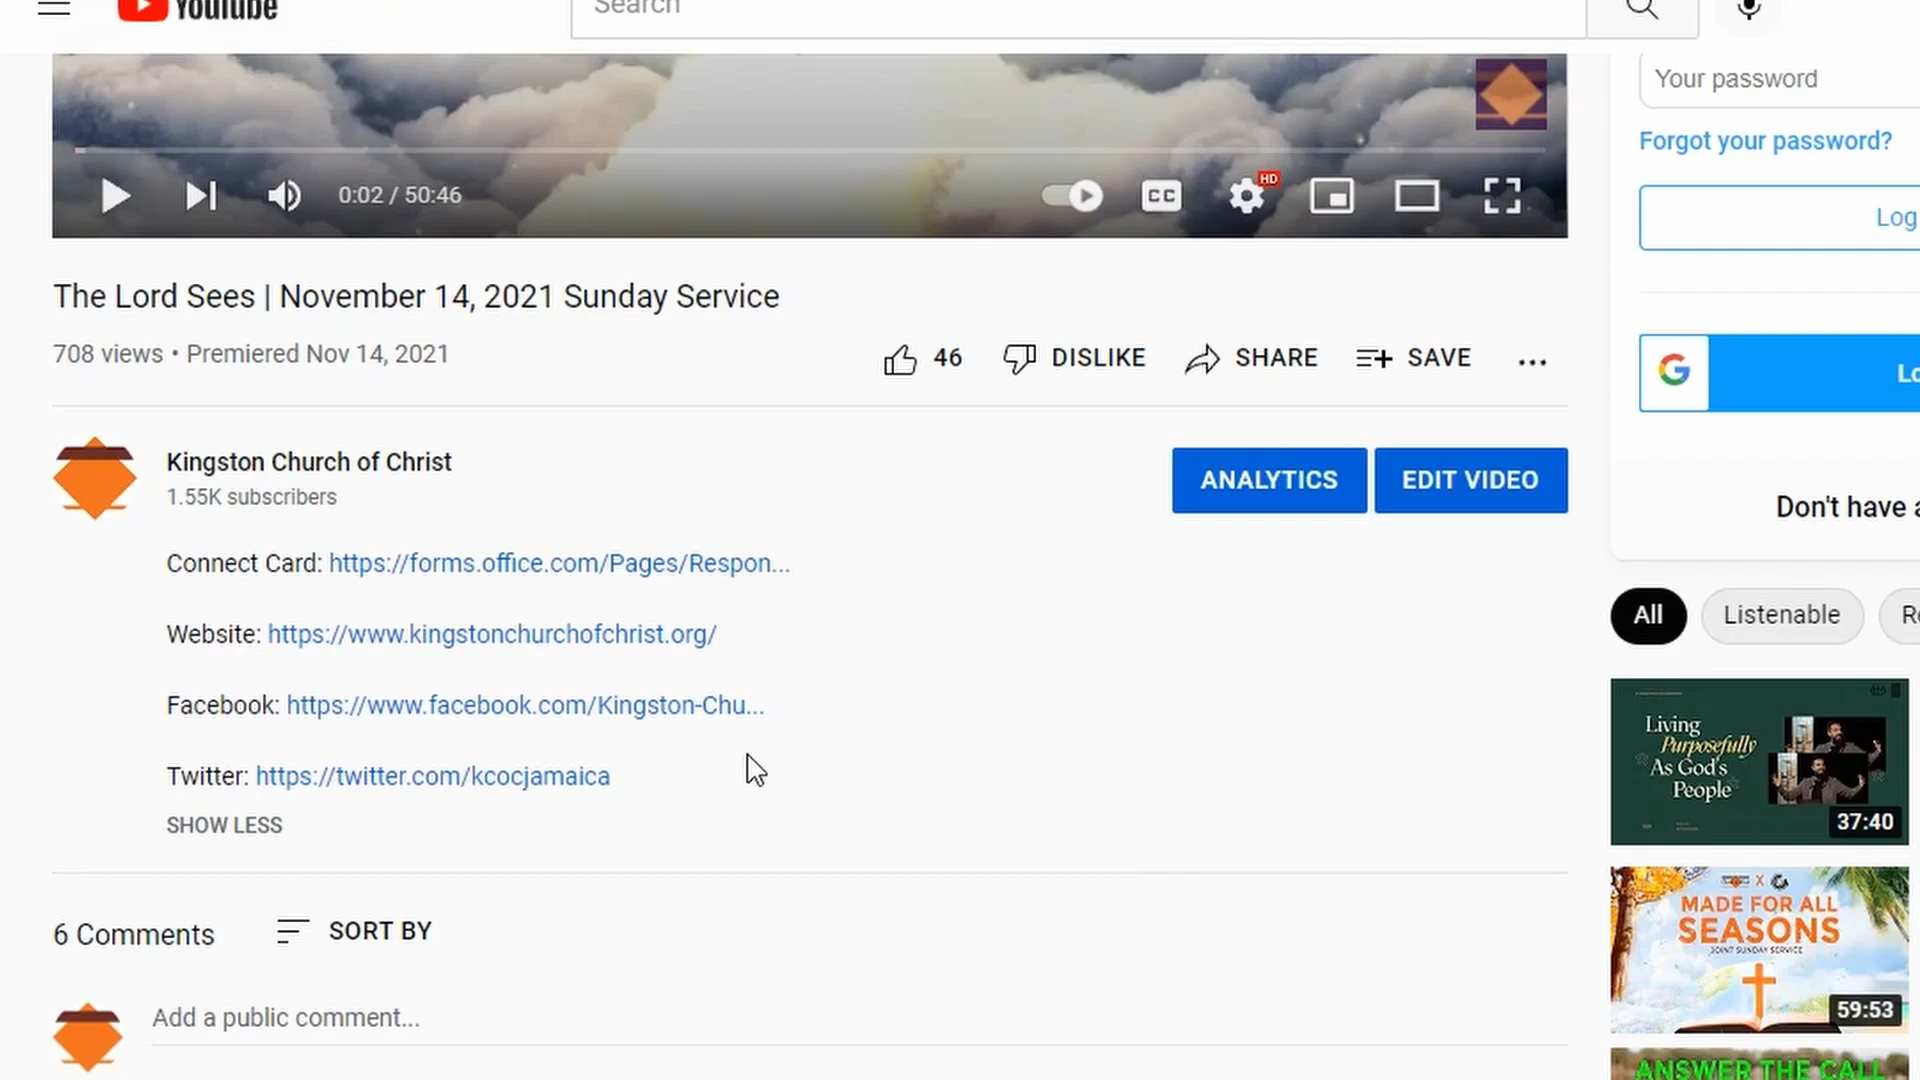 YouTube
Search
Your password
Forgot your password?
Log
HD
CC
0:02 / 50:46
The Lord Sees | November 14, 2021 Sunday Service
708 views • Premiered Nov 14, 2021
46 DISLIKE SHARE SAVE ...
G
Kingston Church of Christ
1.55K subscribers
ANALYTICS EDIT VIDEO
Don't have
Connect Card: https://forms.office.com/Pages/Respon...
Website: https://www.kingstonchurchofchrist.org/
Facebook: https://www.facebook.com/Kingston-Chu...
Twitter: https://twitter.com/kcocjamaica
SHOW LESS
6 Comments SORT BY
Add a public comment...
All Listenable
Living
Purposefully
As God's
People
37:40
X
MADE FOR ALL
SEASONS
JOINT SUNDAY SERVICE
59:53
ANSWER THE CALL